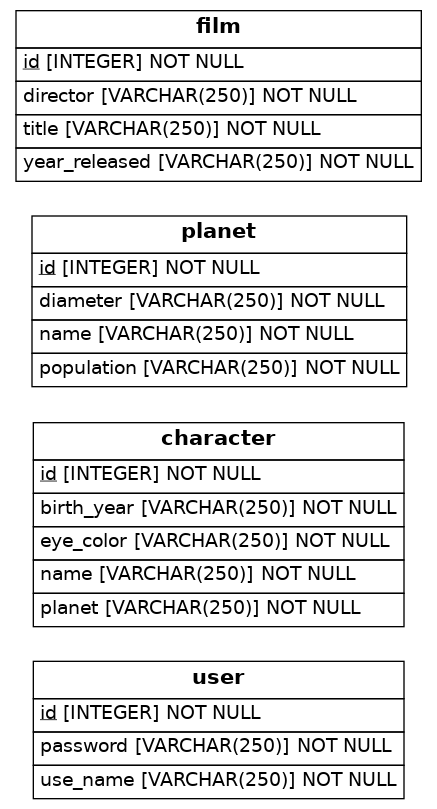 film
id [INTEGER] NOT NULL
director [VARCHAR(250)] NOT NULL
title [VARCHAR(250)] NOT NULL
year_released [VARCHAR(250)] NOT NULL
planet
id [INTEGER] NOT NULL
diameter [VARCHAR(250)] NOT NULL
name [VARCHAR(250)] NOT NULL
population [VARCHAR(250)] NOT NULL
character
id [INTEGER] NOT NULL
birth_year [VARCHAR(250)] NOT NULL
eye_color [VARCHAR(250)] NOT NULL
name [VARCHAR(250)] NOT NULL
planet [VARCHAR(250)] NOT NULL
user
id [INTEGER] NOT NULL
password [VARCHAR(250)] NOT NULL
use_name [VARCHAR(250)] NOT NULL